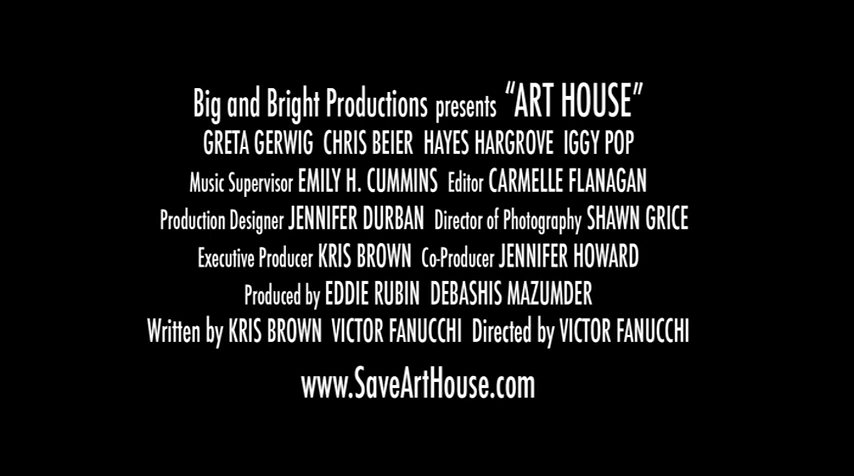 Big and Bright Productions presents “ART HOUSE”
GRETA GERWIG CHRIS BEIER HAYES HARGROVE IGGY POP
Music Supervisor EMILY H. CUMMINS Editor CARMELLE FLANAGAN
Production Designer JENNIFER DURBAN Director of Photography SHAWN GRICE
Executive Producer KRIS BROWN Co-Producer JENNIFER HOWARD
Produced by EDDIE RUBIN DEBASHIS MAZUMDER
Written by KRIS BROWN VICTOR FANUCCHI Directed by VICTOR FANUCCHI
www.SaveArtHouse.com